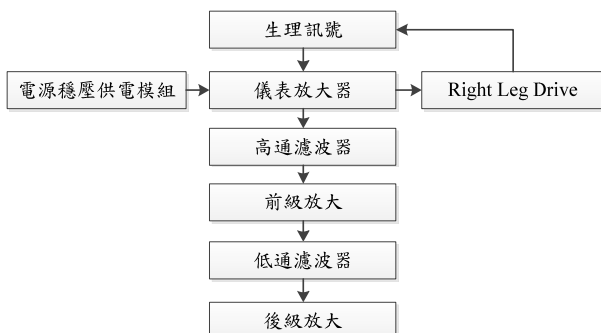 生理訊號
電源穩壓供電模組
儀表放大器
Right Leg Drive
高通濾波器
前級放大
低通濾波器
後級放大